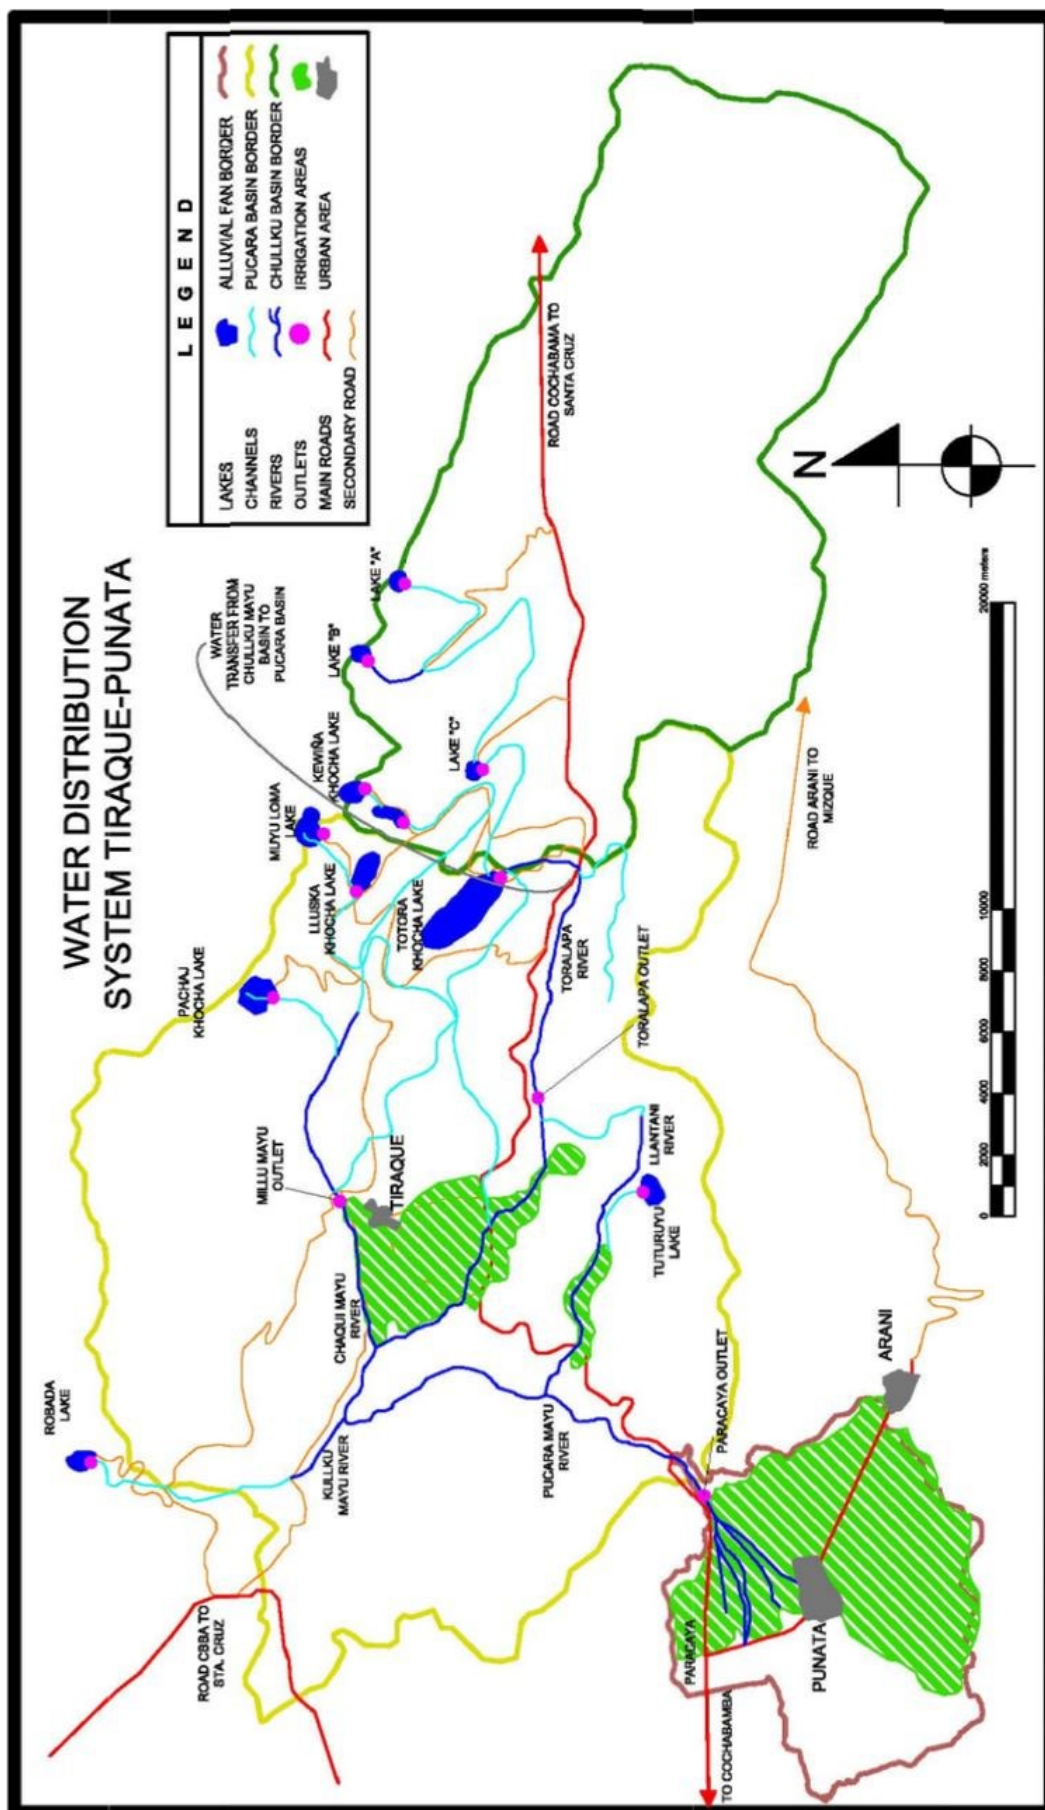 WATER DISTRIBUTION
SYSTEM TIRAQUE-PUNATA
LEGEND
LAKES
CHANNELS
RIVERS
OUTLETS
MAIN ROADS
SECONDARY ROAD
ALLUVIAL FAN BORDER
PUCARA BASIN BORDER
CHULLKU BASIN BORDER
IRRIGATION AREAS
URBAN AREA
ROBADA
LAKE
PACHAJ
KHOCHA LAKE
MUYU LOMA
LAKE
KEWIÑA
KHOCHA LAKE
LAKE "B"
LAKE "A"
WATER
TRANSFER FROM
CHULLKU MAYU
BASIN TO
PUCARA BASIN
LLUSKA
KHOCHA LAKE
TOTORA
KHOCHA LAKE
LAKE "C"
ROAD CBBA TO
STA. CRUZ
KULLKU
MAYU RIVER
CHAQUI MAYU
RIVER
MILLU MAYU
OUTLET
TIRAQUE
TORALAPA
RIVER
TORALAPA OUTLET
ROAD COCHABAMA TO
SANTA CRUZ
PUCARA MAYU
RIVER
TUTURUYU
LAKE
LLANTANI
RIVER
PARACAYA OUTLET
TO COCHABAMBA
PARACAYA
PUNATA
ARANI
ROAD ARANI TO
MIZQUE
N
0
2000
4000
6000
8000
10000
20000 meters